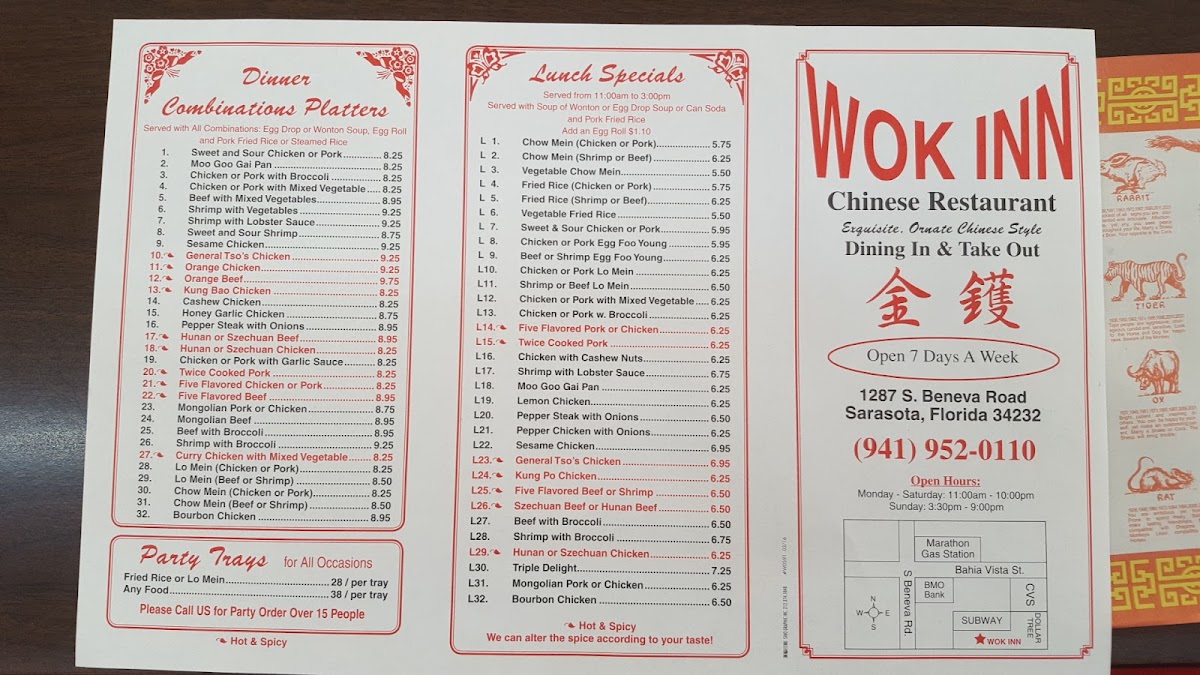 Dinner
Combinations Platters
Served with All Combinations: Egg Drop or Wonton Soup, Egg Roll
and Pork Fried Rice or Steamed Rice
1. Sweet and Sour Chicken or Pork 8.25
2. Moo Goo Gai Pan 8.25
3. Chicken or Pork with Broccoli 8.25
4. Chicken or Pork with Mixed Vegetable 8.25
5. Beef with Mixed Vegetables 8.95
6. Shrimp with Vegetables 9.25
7. Shrimp with Lobster Sauce 9.25
8. Sweet and Sour Shrimp 8.75
9. Sesame Chicken 9.25
10. General Tso's Chicken 9.25
11. Orange Chicken 9.25
12. Orange Beef 9.75
13. Kung Bao Chicken 8.25
14. Cashew Chicken 8.25
15. Honey Garlic Chicken 8.75
16. Pepper Steak with Onions 8.95
17. Hunan or Szechuan Beef 8.95
18. Hunan or Szechuan Chicken 8.25
19. Chicken or Pork with Garlic Sauce 8.25
20. Twice Cooked Pork 8.25
21. Five Flavored Chicken or Pork 8.25
22. Five Flavored Beef 8.95
23. Mongolian Pork or Chicken 8.75
24. Mongolian Beef 8.95
25. Beef with Broccoli 8.95
26. Shrimp with Broccoli 9.25
27. Curry Chicken with Mixed Vegetable 8.25
28. Lo Mein (Chicken or Pork) 8.25
29. Lo Mein (Beef or Shrimp) 8.50
30. Chow Mein (Chicken or Pork) 8.25
31. Chow Mein (Beef or Shrimp) 8.50
32. Bourbon Chicken 8.95
Party Trays for All Occasions
Fried Rice or Lo Mein 28 / per tray
Any Food 38 / per tray
Please Call US for Party Order Over 15 People
Hot & Spicy
Lunch Specials
Served from 11:00am to 3:00pm
Served with Soup of Wonton or Egg Drop Soup or Can Soda
and Pork Fried Rice
Add an Egg Roll $1.10
L 1. Chow Mein (Chicken or Pork) 5.75
L 2. Chow Mein (Shrimp or Beef) 6.25
L 3. Vegetable Chow Mein 5.50
L 4. Fried Rice (Chicken or Pork) 5.75
L 5. Fried Rice (Shrimp or Beef) 6.25
L 6. Vegetable Fried Rice 5.50
L 7. Sweet & Sour Chicken or Pork 5.95
L 8. Chicken or Pork Egg Foo Young 5.95
L 9. Beef or Shrimp Egg Foo Young 6.25
L10. Chicken or Pork Lo Mein 6.25
L11. Shrimp or Beef Lo Mein 6.50
L12. Chicken or Pork with Mixed Vegetable 6.25
L13. Chicken or Pork w. Broccoli 6.25
L14. Five Flavored Pork or Chicken 6.25
L15. Twice Cooked Pork 6.25
L16. Chicken with Cashew Nuts 6.25
L17. Shrimp with Lobster Sauce 6.75
L18. Moo Goo Gai Pan 6.25
L19. Lemon Chicken 6.25
L20. Pepper Steak with Onions 6.50
L21. Pepper Chicken with Onions 6.25
L22. Sesame Chicken 6.95
L23. General Tso's Chicken 6.95
L24. Kung Po Chicken 6.25
L25. Five Flavored Beef or Shrimp 6.50
L26. Szechuan Beef or Hunan Beef 6.50
L27. Beef with Broccoli 6.50
L28. Shrimp with Broccoli 6.75
L29. Hunan or Szechuan Chicken 6.25
L30. Triple Delight 7.25
L31. Mongolian Pork or Chicken 6.25
L32. Bourbon Chicken 6.50
Hot & Spicy
We can alter the spice according to your taste!
WOK INN
Chinese Restaurant
Exquisite, Ornate Chinese Style
Dining In & Take Out
金 鑊
Open 7 Days A Week
1287 S. Beneva Road
Sarasota, Florida 34232
(941) 952-0110
Open Hours:
Monday - Saturday: 11:00am - 10:00pm
Sunday: 3:30pm - 9:00pm
Marathon
Gas Station
Bahia Vista St.
S Beneva Rd.
BMO
Bank
CVS
SUBWAY
DOLLAR
TREE
WOK INN
N
W E
S
RABBIT
TIGER
OX
RAT